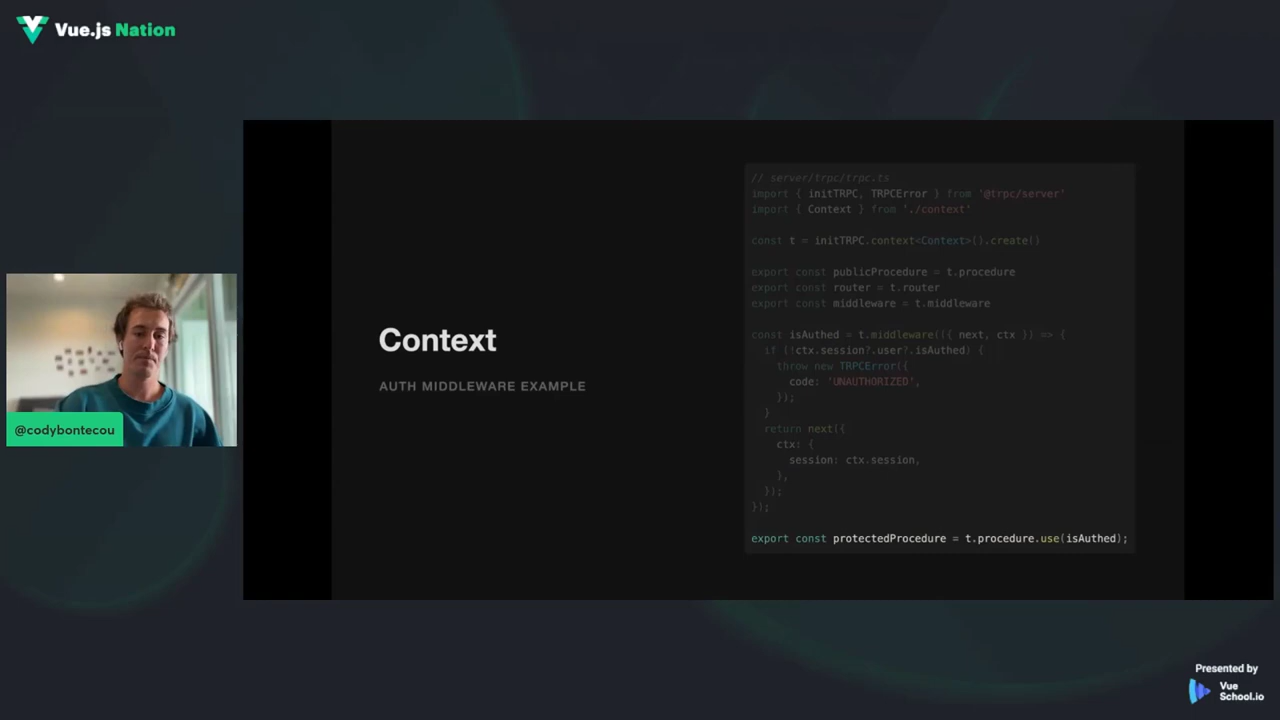 Vue.js Nation
@codybontecou
Context
AUTH MIDDLEWARE EXAMPLE
// server/trpc/trpc.ts
import { initTRPC, TRPCError } from '@trpc/server'
import { Context } from './context'
const t = initTRPC.context<Context>().create()
export const publicProcedure = t.procedure
export const router = t.router
export const middleware = t.middleware
const isAuthed = t.middleware(({ next, ctx }) => {
if (!ctx.session?.user?.isAuthed) {
throw new TRPCError({
code: 'UNAUTHORIZED',
});
}
return next({
ctx: {
session: ctx.session,
},
});
});
export const protectedProcedure = t.procedure.use(isAuthed);
Presented by
Vue
School.io